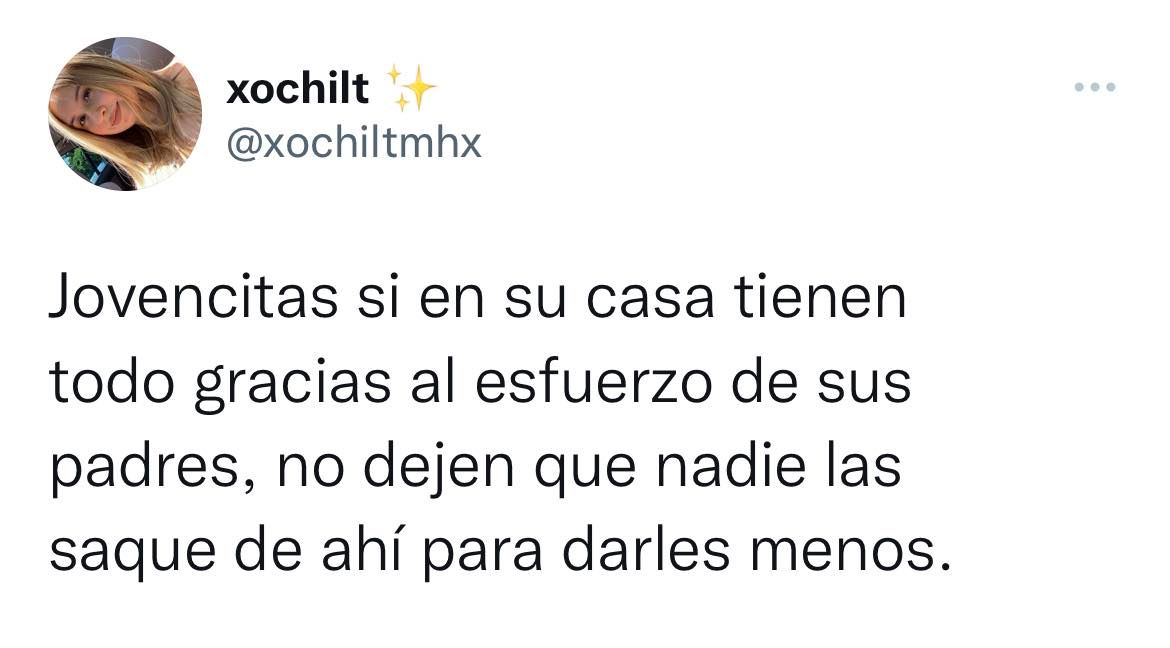 xochilt ✨
@xochiltmhx
Jovencitas si en su casa tienen
todo gracias al esfuerzo de sus
padres, no dejen que nadie las
saque de ahí para darles menos.